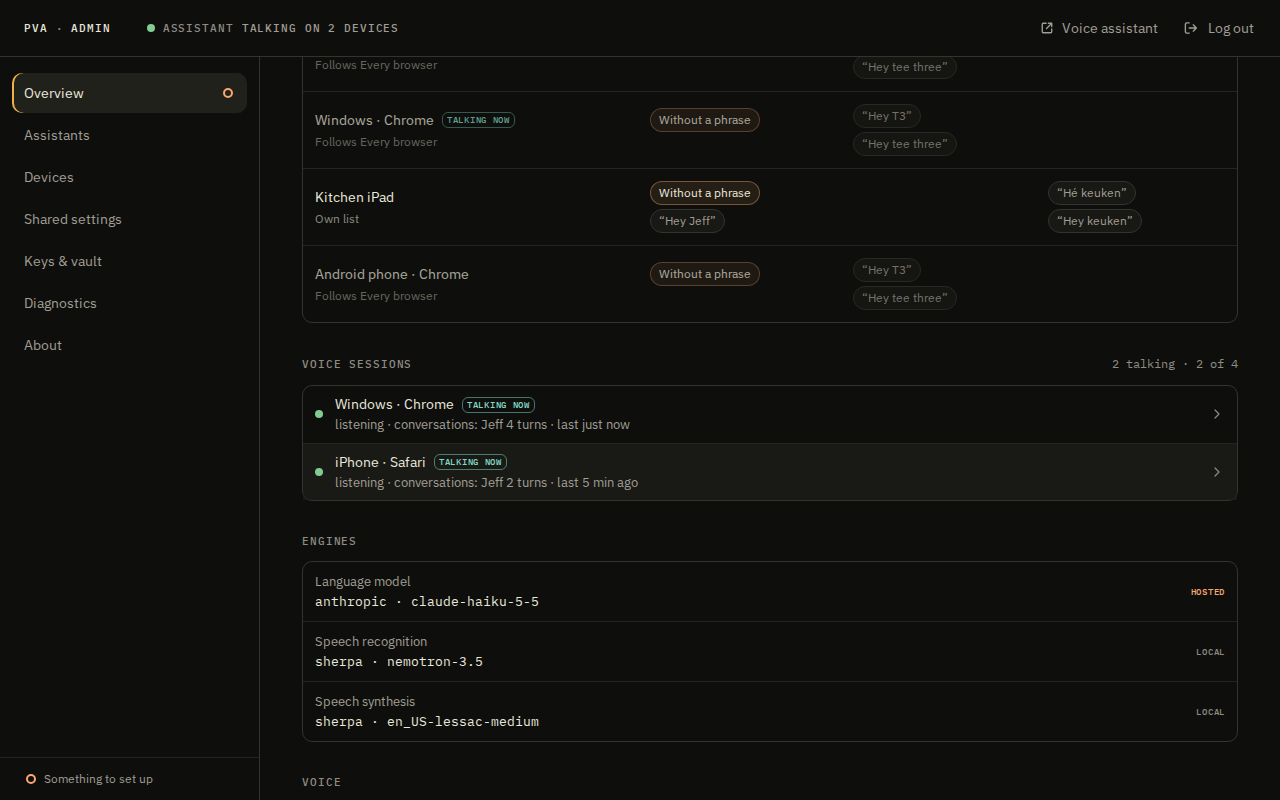 PVA · ADMIN
ASSISTANT TALKING ON 2 DEVICES
Voice assistant
Log out
Overview
Assistants
Devices
Shared settings
Keys & vault
Diagnostics
About
Something to set up
Follows Every browser
“Hey tee three”
Windows · Chrome TALKING NOW
Follows Every browser
Without a phrase
“Hey T3”
“Hey tee three”
Kitchen iPad
Own list
Without a phrase
“Hey Jeff”
“Hé keuken”
“Hey keuken”
Android phone · Chrome
Follows Every browser
Without a phrase
“Hey T3”
“Hey tee three”
VOICE SESSIONS
2 talking · 2 of 4
Windows · Chrome TALKING NOW
listening · conversations: Jeff 4 turns · last just now
iPhone · Safari TALKING NOW
listening · conversations: Jeff 2 turns · last 5 min ago
ENGINES
Language model
anthropic · claude-haiku-5-5
HOSTED
Speech recognition
sherpa · nemotron-3.5
LOCAL
Speech synthesis
sherpa · en_US-lessac-medium
LOCAL
VOICE